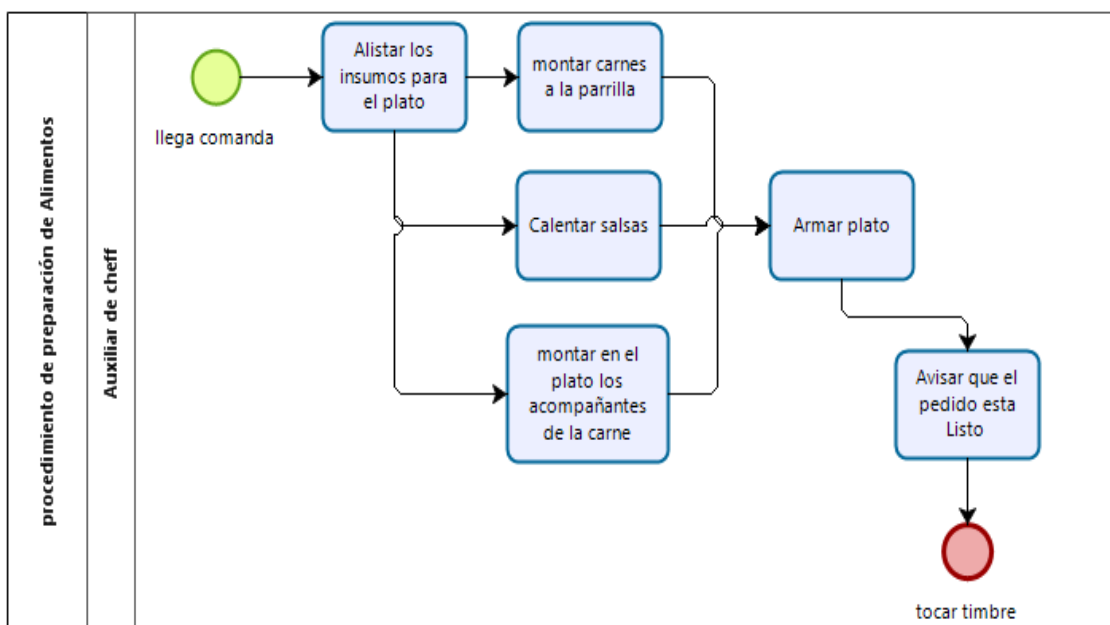 procedimiento de preparación de Alimentos
Auxiliar de cheff
llega comanda
Alistar los
insumos para
el plato
montar carnes
a la parrilla
Calentar salsas
montar en el
plato los
acompañantes
de la carne
Armar plato
Avisar que el
pedido esta
Listo
tocar timbre